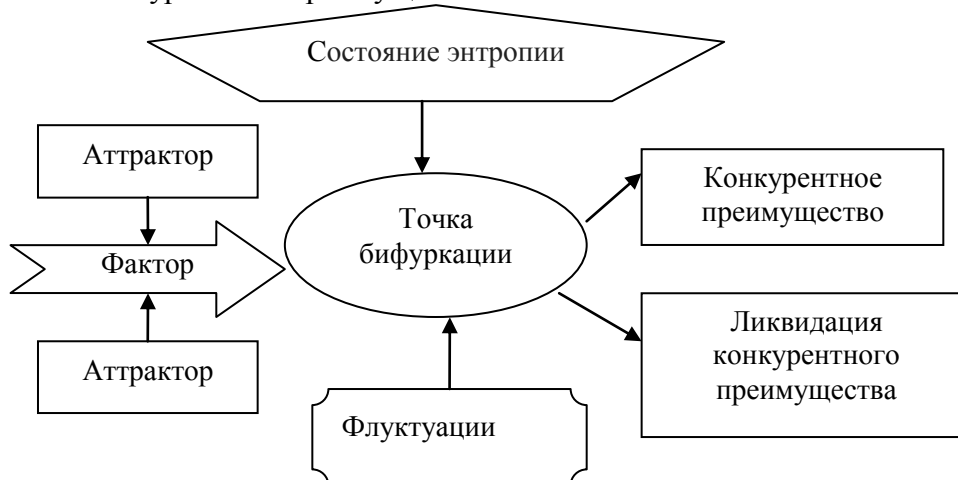 Состояние энтропии
Аттрактор
Фактор
Аттрактор
Точка
бифуркации
Флуктуации
Конкурентное
преимущество
Ликвидация
конкурентного
преимущества